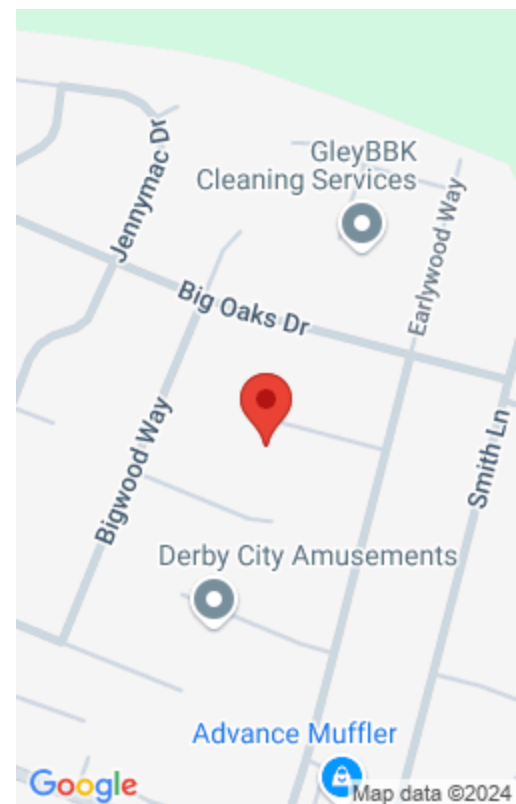 Jennymac Dr
GleyBBK
Cleaning Services
Earlywood Way
Big Oaks Dr
Bigwood Way
Smith Ln
Derby City Amusements
Advance Muffler
Google
Map data ©2024